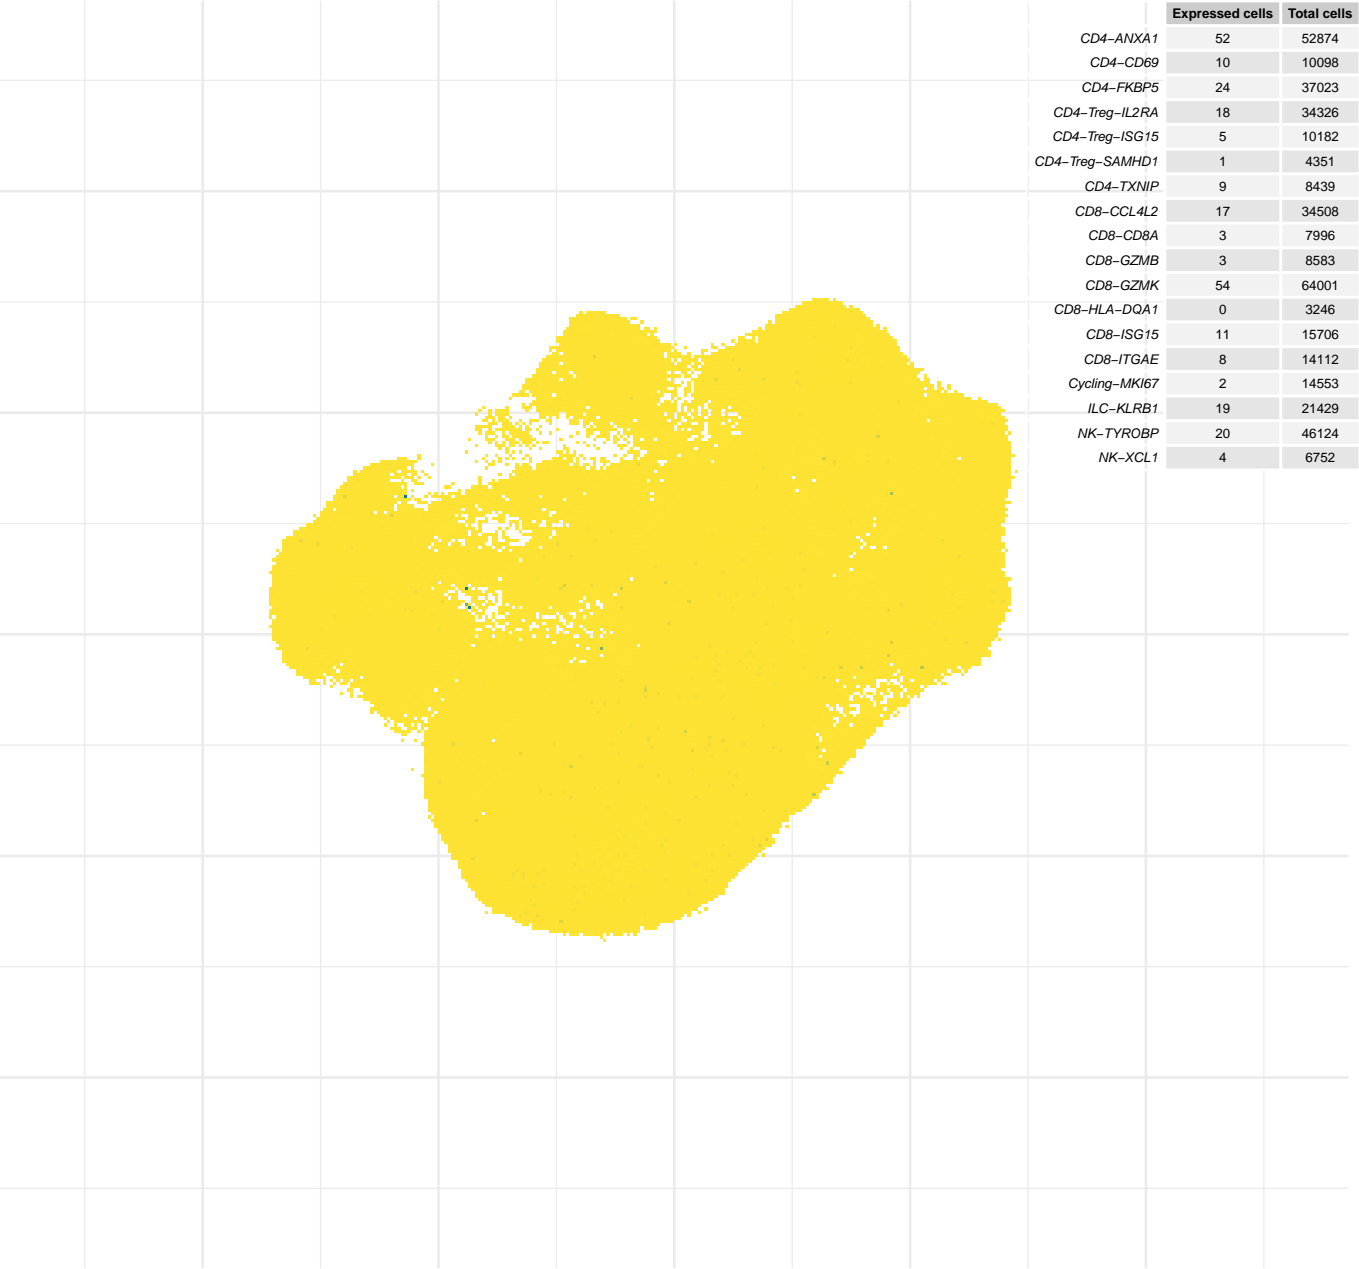 Expressed cells Total cells
CD4−ANXA1 52 52874
CD4−CD69 10 10098
CD4−FKBP5 24 37023
CD4−Treg−IL2RA 18 34326
CD4−Treg−ISG15 5 10182
CD4−Treg−SAMHD1 1 4351
CD4−TXNIP 9 8439
CD8−CCL4L2 17 34508
CD8−CD8A 3 7996
CD8−GZMB 3 8583
CD8−GZMK 54 64001
CD8−HLA−DQA1 0 3246
CD8−ISG15 11 15706
CD8−ITGAE 8 14112
Cycling−MKI67 2 14553
ILC−KLRB1 19 21429
NK−TYROBP 20 46124
NK−XCL1 4 6752